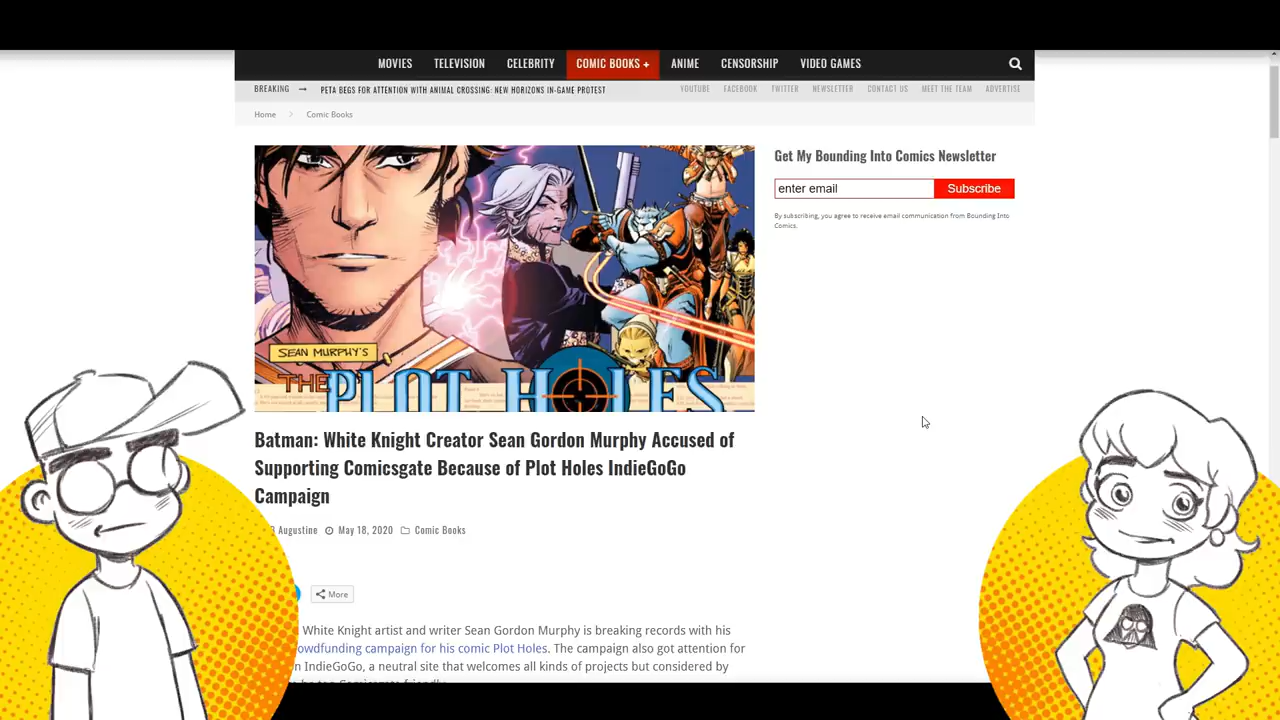 MOVIES TELEVISION CELEBRITY COMIC BOOKS + ANIME CENSORSHIP VIDEO GAMES
BREAKING → PETA BEGS FOR ATTENTION WITH ANIMAL CROSSING: NEW HORIZONS IN-GAME PROTEST YOUTUBE FACEBOOK TWITTER NEWSLETTER CONTACT US MEET THE TEAM ADVERTISE
Home > Comic Books
SEAN MURPHY'S
THE PLOT HOLES
Get My Bounding Into Comics Newsletter
enter email Subscribe
By subscribing, you agree to receive email communication from Bounding Into
Comics.
Batman: White Knight Creator Sean Gordon Murphy Accused of
Supporting Comicsgate Because of Plot Holes IndieGoGo
Campaign
Augustine May 18, 2020 Comic Books
More
White Knight artist and writer Sean Gordon Murphy is breaking records with his
owdfunding campaign for his comic Plot Holes. The campaign also got attention for
n IndieGoGo, a neutral site that welcomes all kinds of projects but considered by